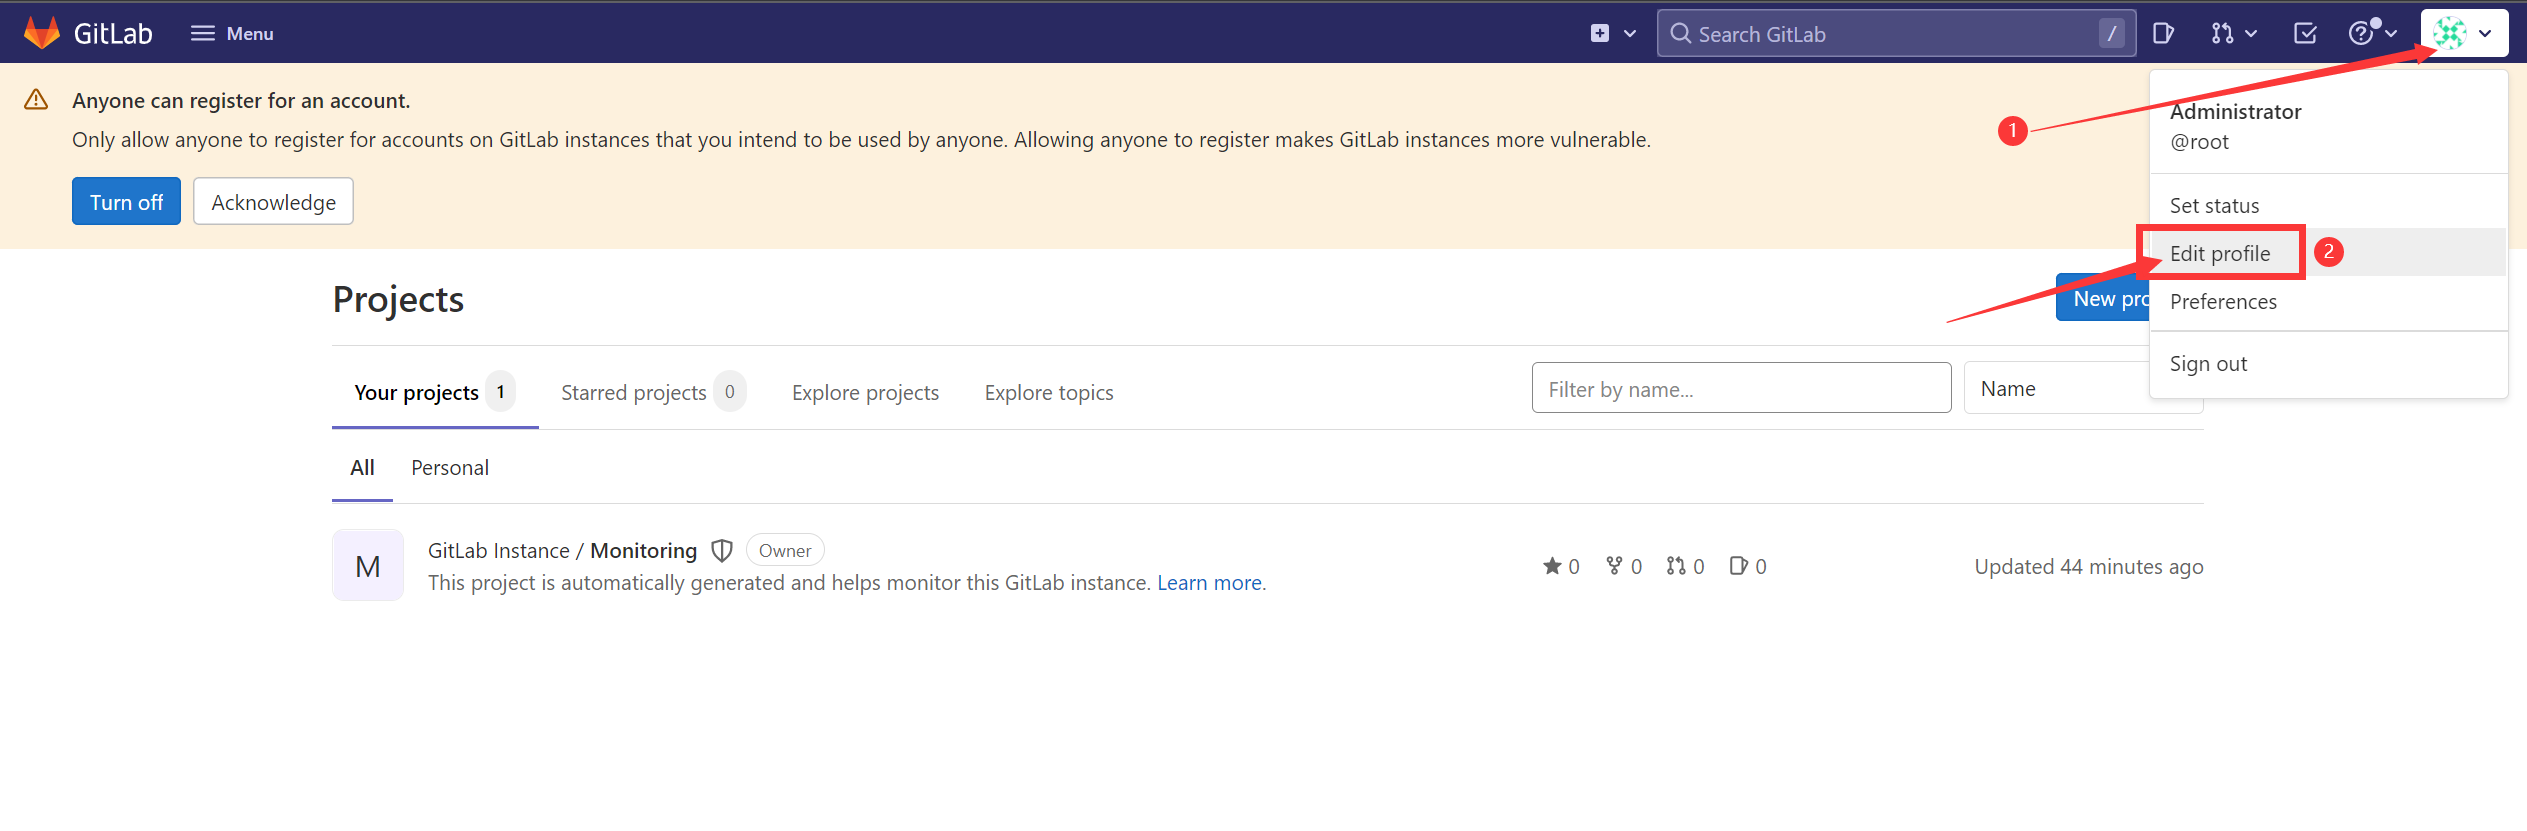 GitLab Menu Search GitLab /
Anyone can register for an account.
Only allow anyone to register for accounts on GitLab instances that you intend to be used by anyone. Allowing anyone to register makes GitLab instances more vulnerable.
Turn off Acknowledge
1
Administrator
@root
Set status
Edit profile 2
Preferences
Sign out
Projects
New pro
Your projects 1 Starred projects 0 Explore projects Explore topics
Filter by name... Name
All Personal
M
GitLab Instance / Monitoring Owner
This project is automatically generated and helps monitor this GitLab instance. Learn more.
0 0 0 0
Updated 44 minutes ago